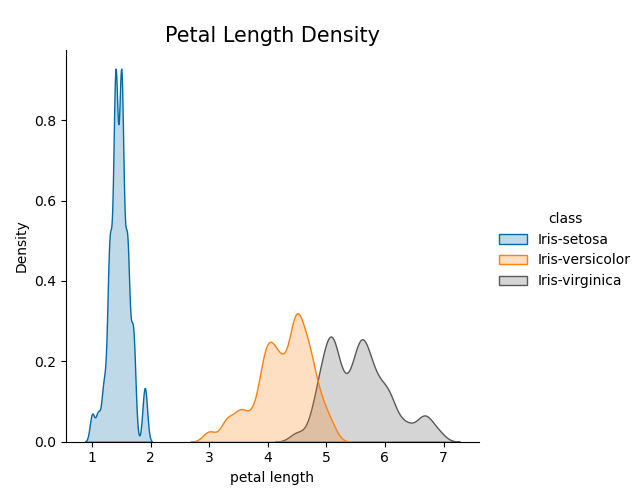 Petal Length Density
Density
0.8
0.6
0.4
0.2
0.0
1 2 3 4 5 6 7
petal length
class
Iris-setosa
Iris-versicolor
Iris-virginica